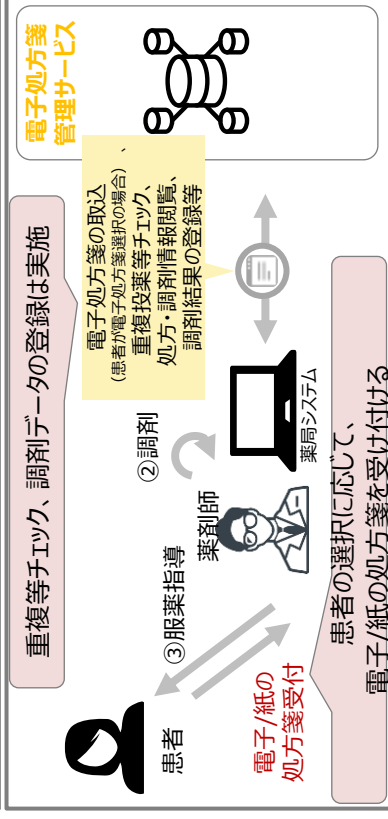 重複等チェック、調剤データの登録は実施
電子処方箋
管理サービス
電子処方箋の取込
（患者が電子処方箋選択の場合）、
重複投薬等チェック、
処方・調剤情報閲覧、
調剤結果の登録等
②調剤
③服薬指導
薬剤師
薬局システム
患者
電子/紙の
処方箋受付
患者の選択に応じて、
電子/紙の処方箋を受け付ける